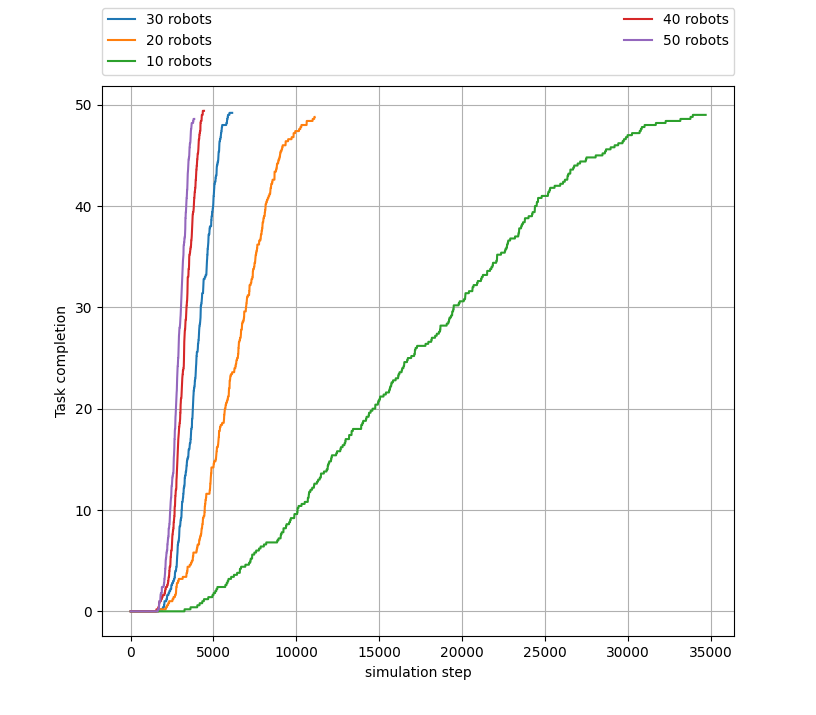 30 robots
20 robots
10 robots
40 robots
50 robots
50
40
30
20
10
0
Task completion
0 5000 10000 15000 20000 25000 30000 35000
simulation step